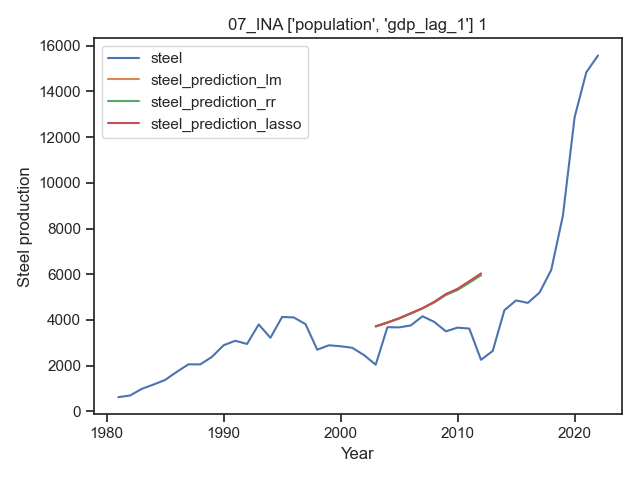 07_INA ['population', 'gdp_lag_1'] 1
steel
steel_prediction_lm
steel_prediction_rr
steel_prediction_lasso
Steel production
16000
14000
12000
10000
8000
6000
4000
2000
0
1980 1990 2000 2010 2020
Year